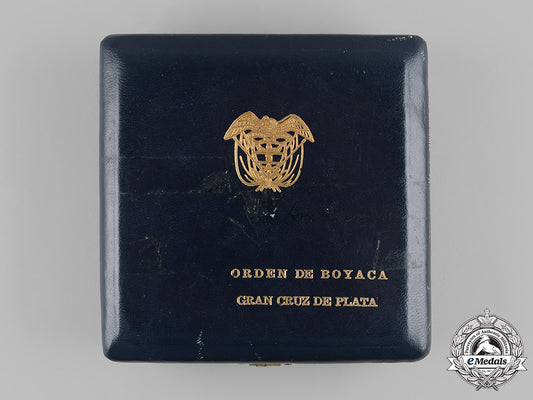 ORDEN DE BOYACA
GRAN CRUZ DE PLATA
eMedals